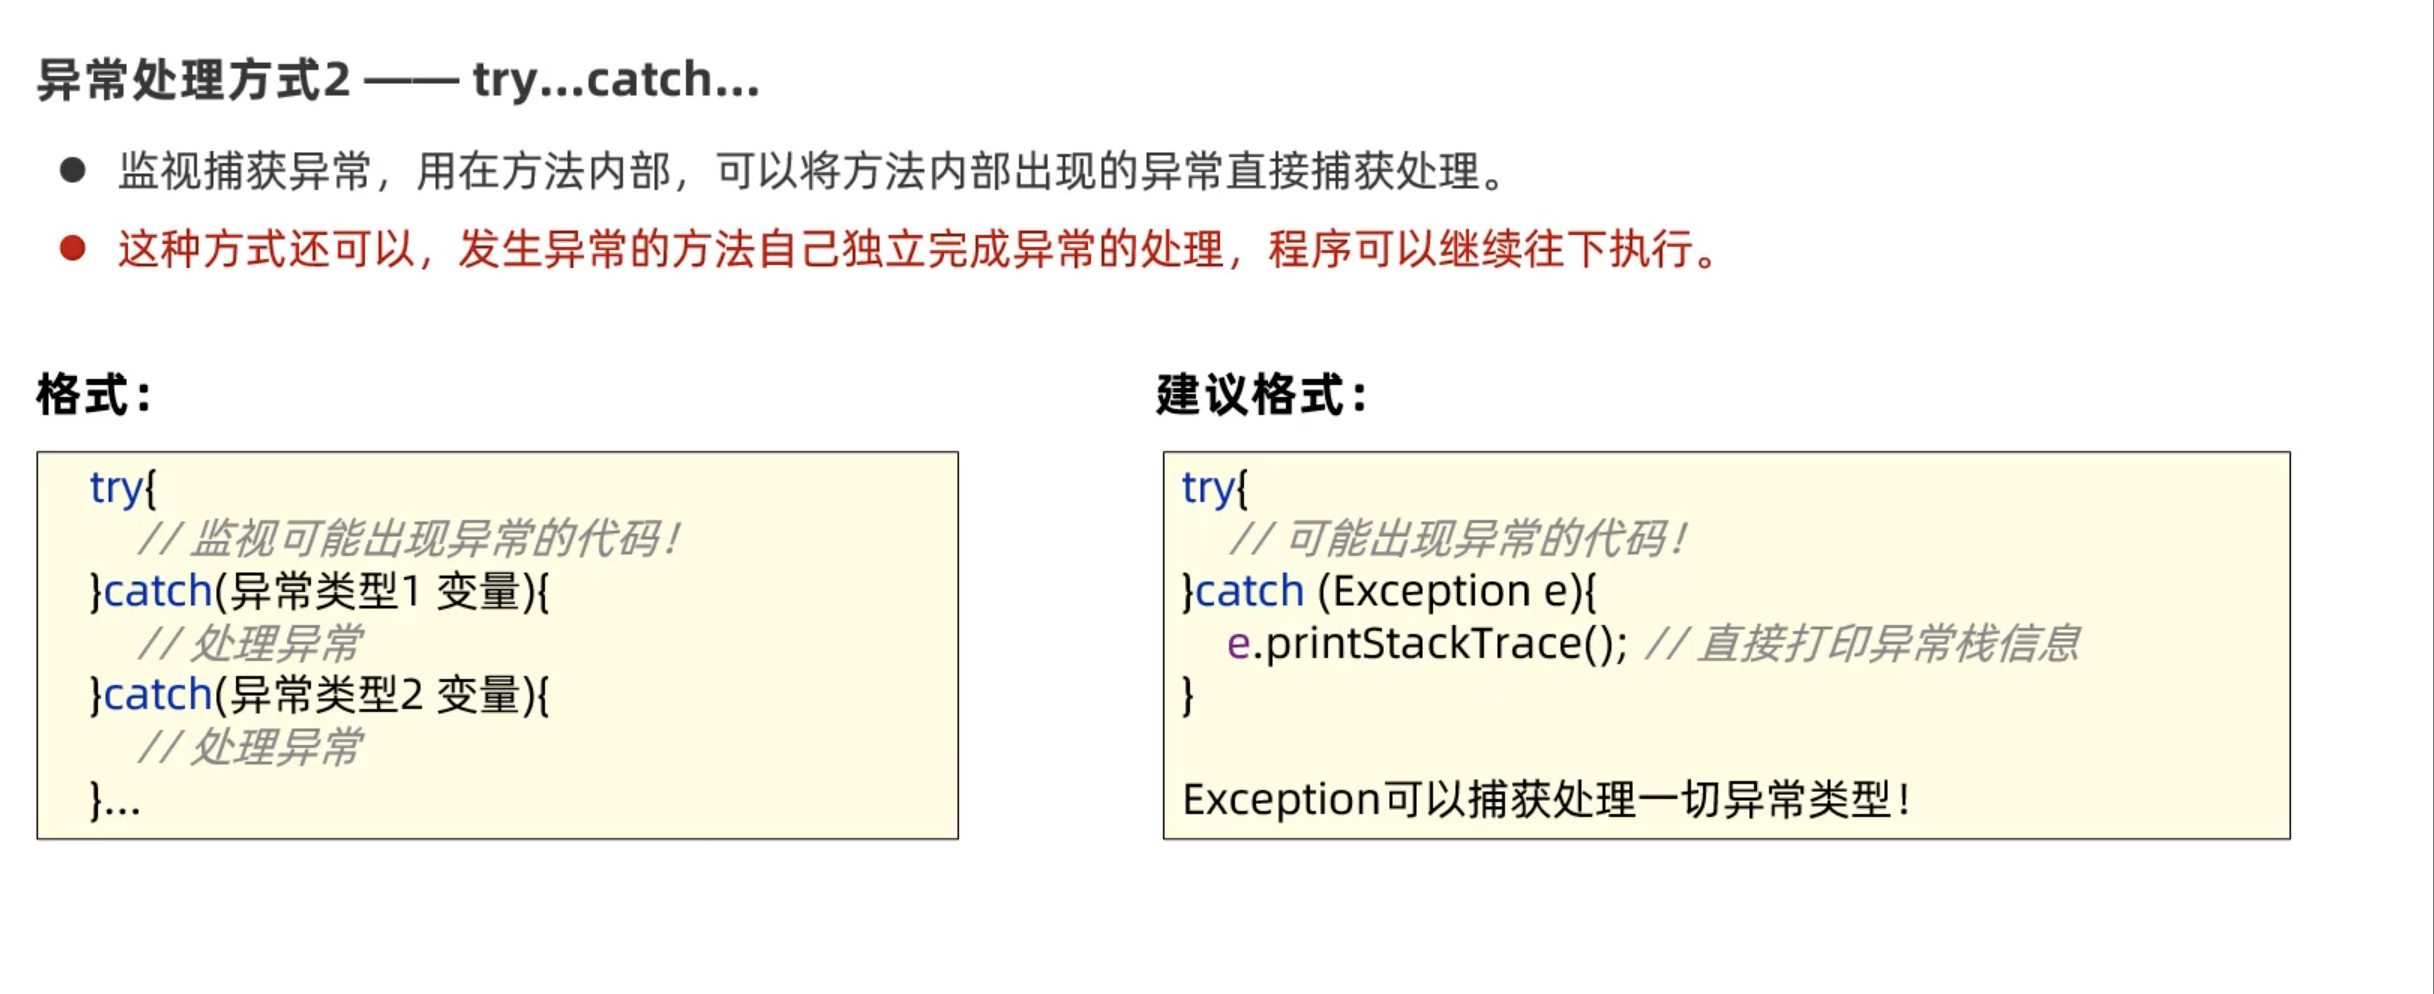 异常处理方式2 —— try...catch...
监视捕获异常，用在方法内部，可以将方法内部出现的异常直接捕获处理。
这种方式还可以，发生异常的方法自己独立完成异常的处理，程序可以继续往下执行。
格式：
try{
// 监视可能出现异常的代码！
}catch(异常类型1 变量){
// 处理异常
}catch(异常类型2 变量){
// 处理异常
}...
建议格式：
try{
// 可能出现异常的代码！
}catch (Exception e){
e.printStackTrace(); // 直接打印异常栈信息
}
Exception可以捕获处理一切异常类型！